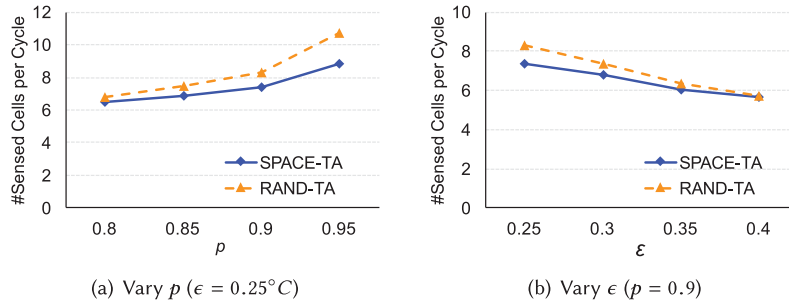 #Sensed Cells per Cycle
12
10
8
6
4
2
0
SPACE-TA
RAND-TA
0.8 0.85 0.9 0.95
p
(a) Vary p (ϵ = 0.25°C)
#Sensed Cells per Cycle
10
8
6
4
2
0
SPACE-TA
RAND-TA
0.25 0.3 0.35 0.4
ε
(b) Vary ϵ (p = 0.9)